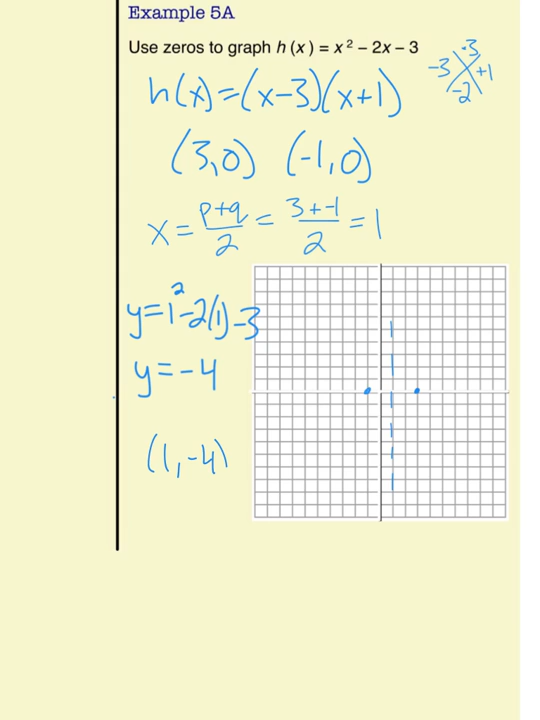 Example 5A
Use zeros to graph h (x) = x² – 2x – 3
-3
-3 +1
-2
h(x)=(x-3)(x+1)
(3,0) (-1,0)
x = p+q/2 = 3+-1/2 = 1
y=1²-2(1)-3
y=-4
(1,-4)